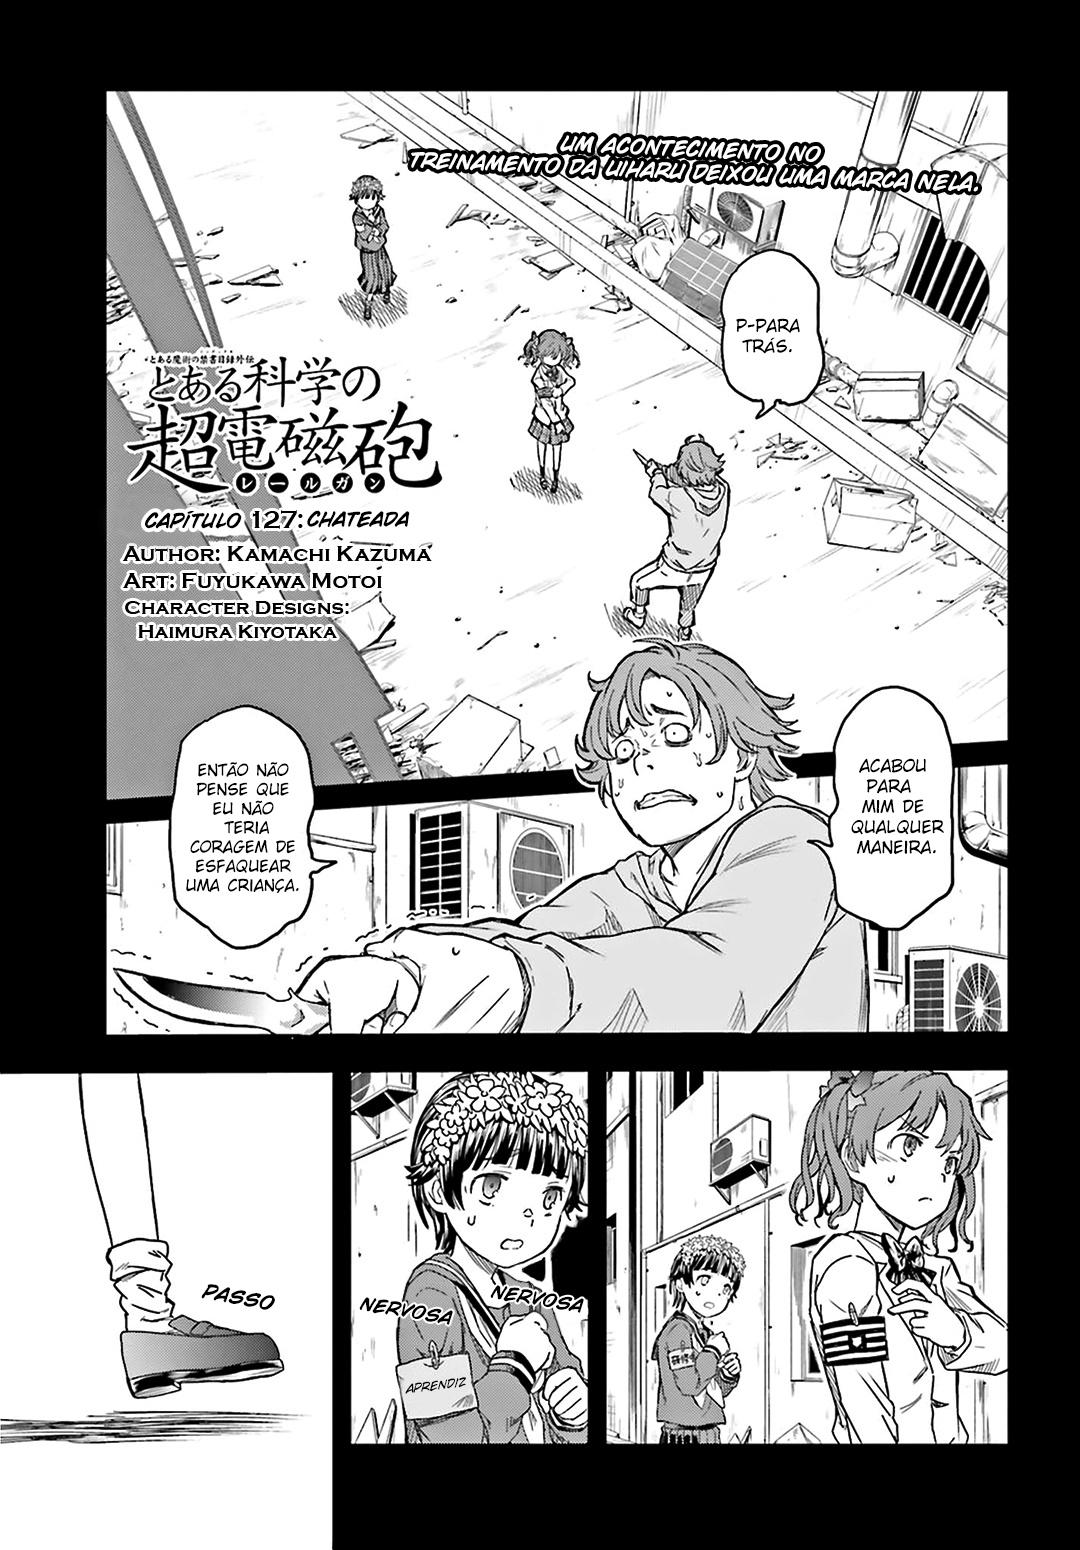 UM ACONTECIMENTO NO
TREINAMENTO DA UIHARU DEIXOU UMA MARCA NELA.
P-PARA
TRÁS.
とある魔術の禁書目録外伝
とある科学の
超電磁砲
レールガン
CAPÍTULO 127: CHATEADA
AUTHOR: KAMACHI KAZUMA
ART: FUYUKAWA MOTOI
CHARACTER DESIGNS:
HAIMURA KIYOTAKA
ACABOU
PARA
MIM DE
QUALQUER
MANEIRA.
ENTÃO NÃO
PENSE QUE
EU NÃO
TERIA
CORAGEM DE
ESFAQUEAR
UMA CRIANÇA.
NERVOSA
NERVOSA
APRENDIZ
PASSO